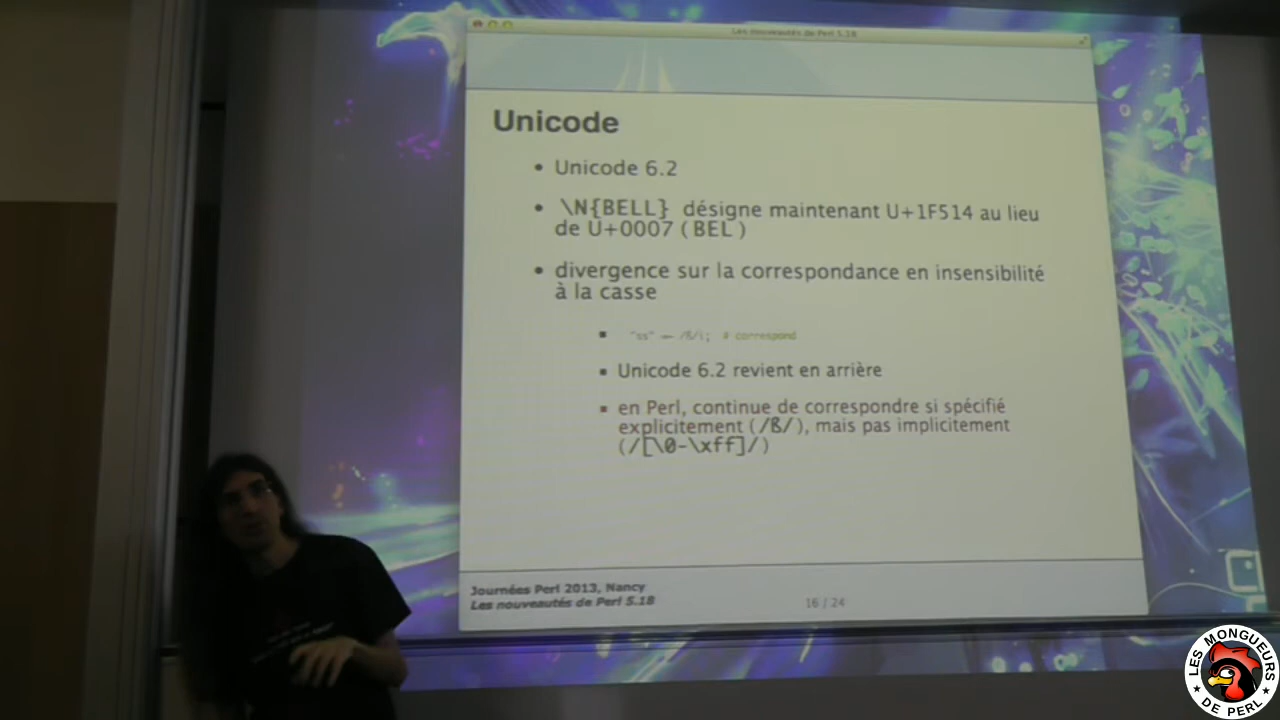 Les nouveautés de Perl 5.18
Unicode
• Unicode 6.2
• \N{BELL} désigne maintenant U+1F514 au lieu
de U+0007 (BEL)
• divergence sur la correspondance en insensibilité
à la casse
▪ "ss" =~ /ß/i; # correspond
▪ Unicode 6.2 revient en arrière
▪ en Perl, continue de correspondre si spécifié
explicitement (/ß/), mais pas implicitement
(/[\0-\xff]/)
Journées Perl 2013, Nancy
Les nouveautés de Perl 5.18
16 / 24
LES MONGUEURS
★ DE PERL ★